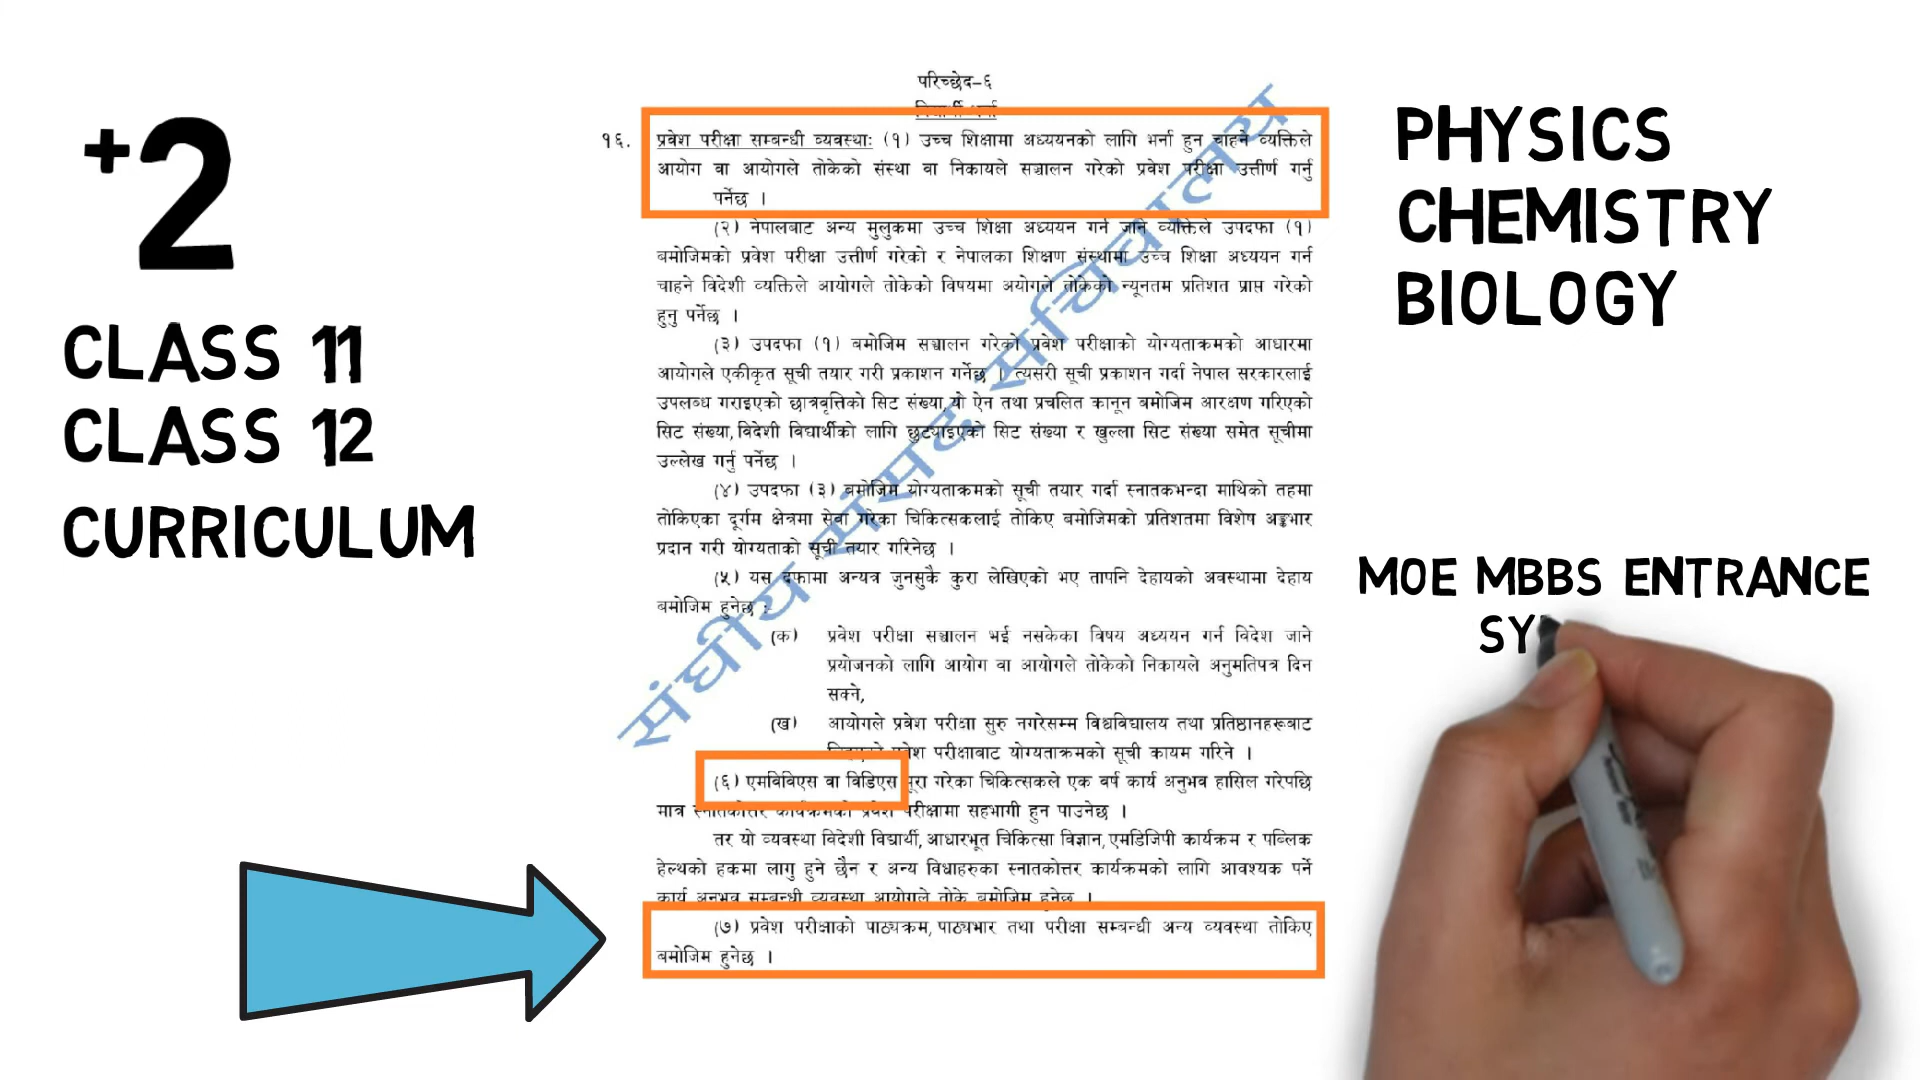 +2
CLASS 11
CLASS 12
CURRICULUM
परिच्छेद–६
१६. प्रवेश परीक्षा सम्बन्धी व्यवस्थाः (१) उच्च शिक्षामा अध्ययनको लागि भर्ना हुन चाहने व्यक्तिले
आयोग वा आयोगले तोकेको संस्था वा निकायले सञ्चालन गरेको प्रवेश परीक्षा उत्तीर्ण गर्नु
पर्नेछ ।
(२) नेपालबाट अन्य मुलुकमा उच्च शिक्षा अध्ययन गर्न जाने व्यक्तिले उपदफा (१)
बमोजिमको प्रवेश परीक्षा उत्तीर्ण गरेको र नेपालका शिक्षण संस्थामा उच्च शिक्षा अध्ययन गर्न
चाहने विदेशी व्यक्तिले आयोगले तोकेको विषयमा अयोगले तोकेको न्यूनतम प्रतिशत प्राप्त गरेको
हुनु पर्नेछ ।
(३) उपदफा (१) बमोजिम सञ्चालन गरेको प्रवेश परीक्षाको योग्यताक्रमको आधारमा
आयोगले एकीकृत सूची तयार गरी प्रकाशन गर्नेछ । त्यसरी सूची प्रकाशन गर्दा नेपाल सरकारलाई
उपलब्ध गराइएको छात्रवृत्तिको सिट संख्या, यो ऐन तथा प्रचलित कानून बमोजिम आरक्षण गरिएको
सिट संख्या, विदेशी विद्यार्थीको लागि छुट्याइएको सिट संख्या र खुल्ला सिट संख्या समेत सूचीमा
उल्लेख गर्नु पर्नेछ ।
(४) उपदफा (३) बमोजिम योग्यताक्रमको सूची तयार गर्दा स्नातकभन्दा माथिको तहमा
तोकिएका दूर्गम क्षेत्रमा सेवा गरेका चिकित्सकलाई तोकिए बमोजिमको प्रतिशतमा विशेष अङ्कभार
प्रदान गरी योग्यताको सूची तयार गरिनेछ ।
(५) यस दफामा अन्यत्र जुनसुकै कुरा लेखिएको भए तापनि देहायको अवस्थामा देहाय
बमोजिम हुनेछ :
(क) प्रवेश परीक्षा सञ्चालन भई नसकेका विषय अध्ययन गर्न विदेश जाने
प्रयोजनको लागि आयोग वा आयोगले तोकेको निकायले अनुमतिपत्र दिन
सक्ने,
(ख) आयोगले प्रवेश परीक्षा सुरु नगरेसम्म विश्वविद्यालय तथा प्रतिष्ठानहरूबाट
परीक्षाबाट योग्यताक्रमको सूची कायम गरिने ।
(६) एमबिबिएस वा बिडिएस पूरा गरेका चिकित्सकले एक वर्ष कार्य अनुभव हासिल गरेपछि
मात्र स्नातकोत्तर कार्यक्रमको प्रवेश परीक्षामा सहभागी हुन पाउनेछ ।
तर यो व्यवस्था विदेशी विद्यार्थी, आधारभूत चिकित्सा विज्ञान, एमडिजिपी कार्यक्रम र पब्लिक
हेल्थको हकमा लागु हुने छैन र अन्य विधाहरुका स्नातकोत्तर कार्यक्रमको लागि आवश्यक पर्ने
कार्य अनुभव सम्बन्धी व्यवस्था आयोगले तोके बमोजिम हुनेछ ।
(७) प्रवेश परीक्षाको पाठ्यक्रम, पाठ्यभार तथा परीक्षा सम्बन्धी अन्य व्यवस्था तोकिए
बमोजिम हुनेछ ।
संघीय संसद सचिवालय
PHYSICS
CHEMISTRY
BIOLOGY
MOE MBBS ENTRANCE
SY